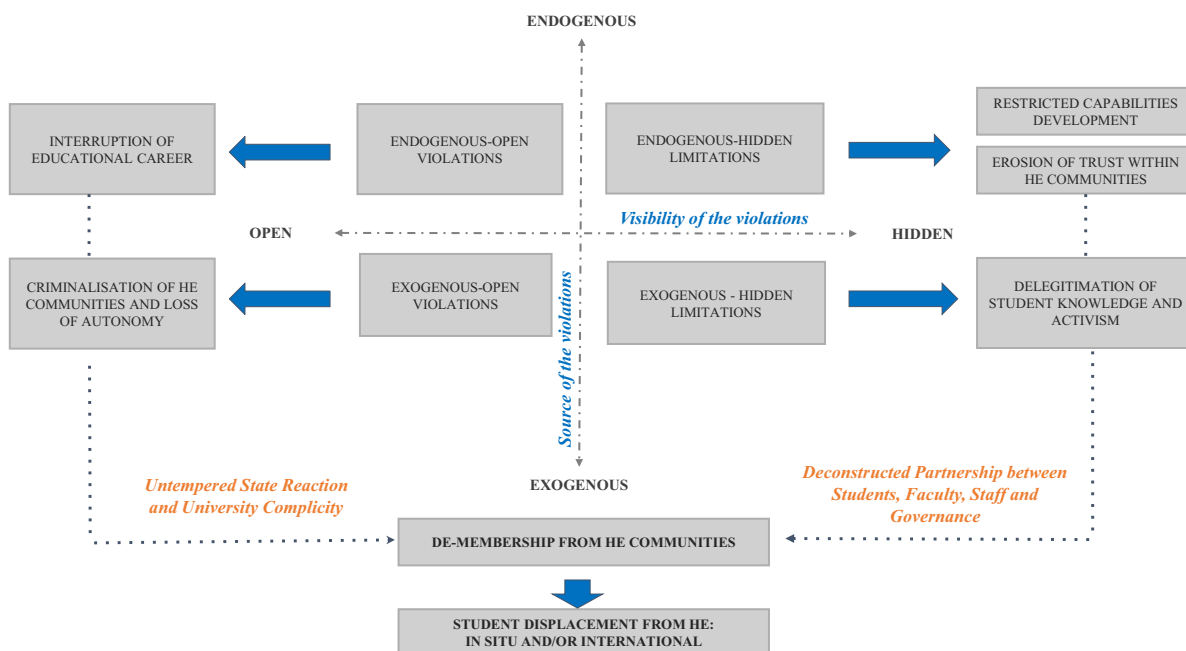 ENDOGENOUS
INTERRUPTION OF
EDUCATIONAL CAREER
ENDOGENOUS-OPEN
VIOLATIONS
ENDOGENOUS-HIDDEN
LIMITATIONS
RESTRICTED CAPABILITIES
DEVELOPMENT
EROSION OF TRUST WITHIN
HE COMMUNITIES
Visibility of the violations
OPEN
HIDDEN
CRIMINALISATION OF HE
COMMUNITIES AND LOSS
OF AUTONOMY
EXOGENOUS-OPEN
VIOLATIONS
Source of the violations
EXOGENOUS - HIDDEN
LIMITATIONS
DELEGITIMATION OF
STUDENT KNOWLEDGE AND
ACTIVISM
EXOGENOUS
Untempered State Reaction
and University Complicity
Deconstructed Partnership between
Students, Faculty, Staff and
Governance
DE-MEMBERSHIP FROM HE COMMUNITIES
STUDENT DISPLACEMENT FROM HE:
IN SITU AND/OR INTERNATIONAL